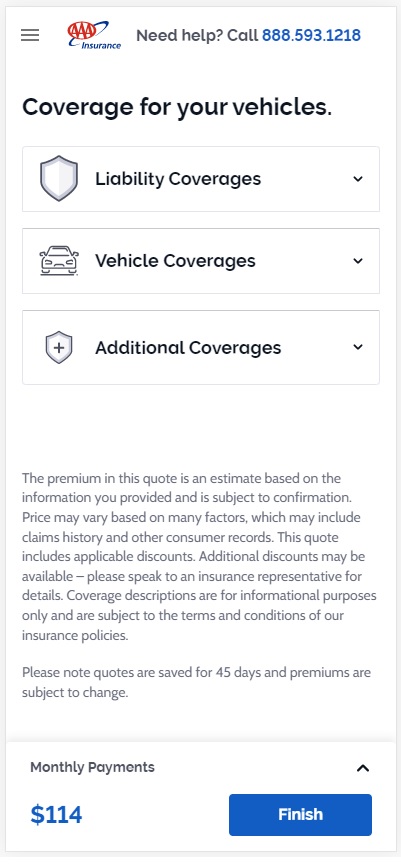 AAA
Insurance
Need help? Call 888.593.1218
Coverage for your vehicles.
Liability Coverages
Vehicle Coverages
Additional Coverages
The premium in this quote is an estimate based on the
information you provided and is subject to confirmation.
Price may vary based on many factors, which may include
claims history and other consumer records. This quote
includes applicable discounts. Additional discounts may be
available – please speak to an insurance representative for
details. Coverage descriptions are for informational purposes
only and are subject to the terms and conditions of our
insurance policies.
Please note quotes are saved for 45 days and premiums are
subject to change.
Monthly Payments
$114
Finish